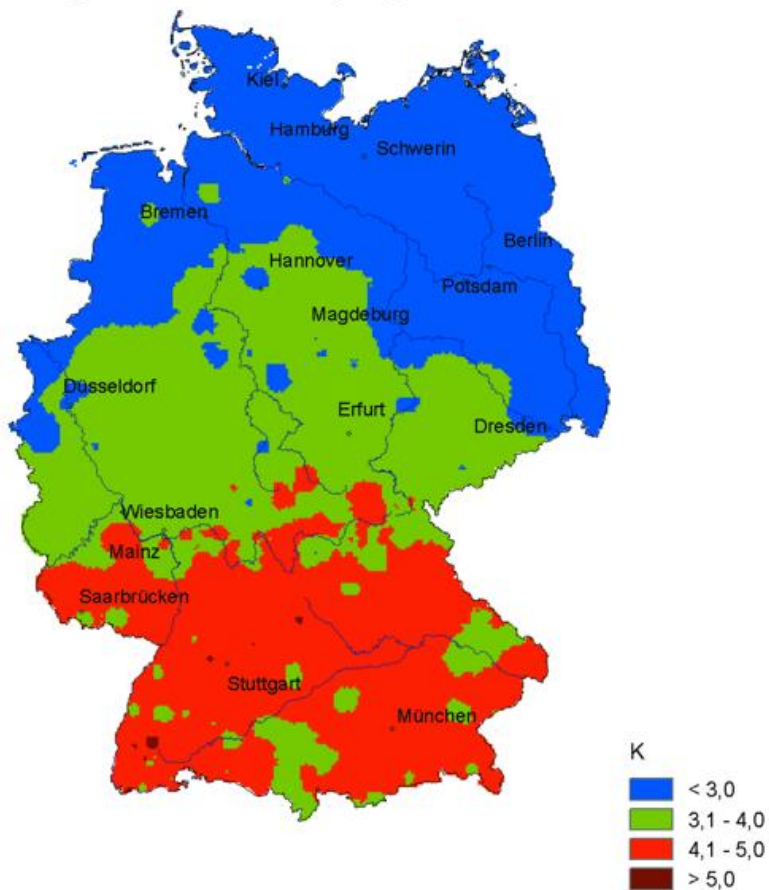 Kiel
Hamburg
Schwerin
Bremen
Berlin
Hannover
Potsdam
Magdeburg
Düsseldorf
Erfurt
Dresden
Wiesbaden
Mainz
Saarbrücken
Stuttgart
München
K
< 3,0
3,1 - 4,0
4,1 - 5,0
> 5,0